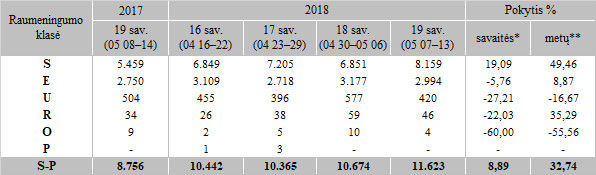 Raumeningumo klasė 2017 2018 Pokytis %
19 sav. (05 08–14) 16 sav. (04 16–22) 17 sav. (04 23–29) 18 sav. (04 30–05 06) 19 sav. (05 07–13) savaitės* metų**
S 5.459 6.849 7.205 6.851 8.159 19,09 49,46
E 2.750 3.109 2.718 3.177 2.994 -5,76 8,87
U 504 455 396 577 420 -27,21 -16,67
R 34 26 38 59 46 -22,03 35,29
O 9 2 5 10 4 -60,00 -55,56
P - 1 3 - - - -
S-P 8.756 10.442 10.365 10.674 11.623 8,89 32,74